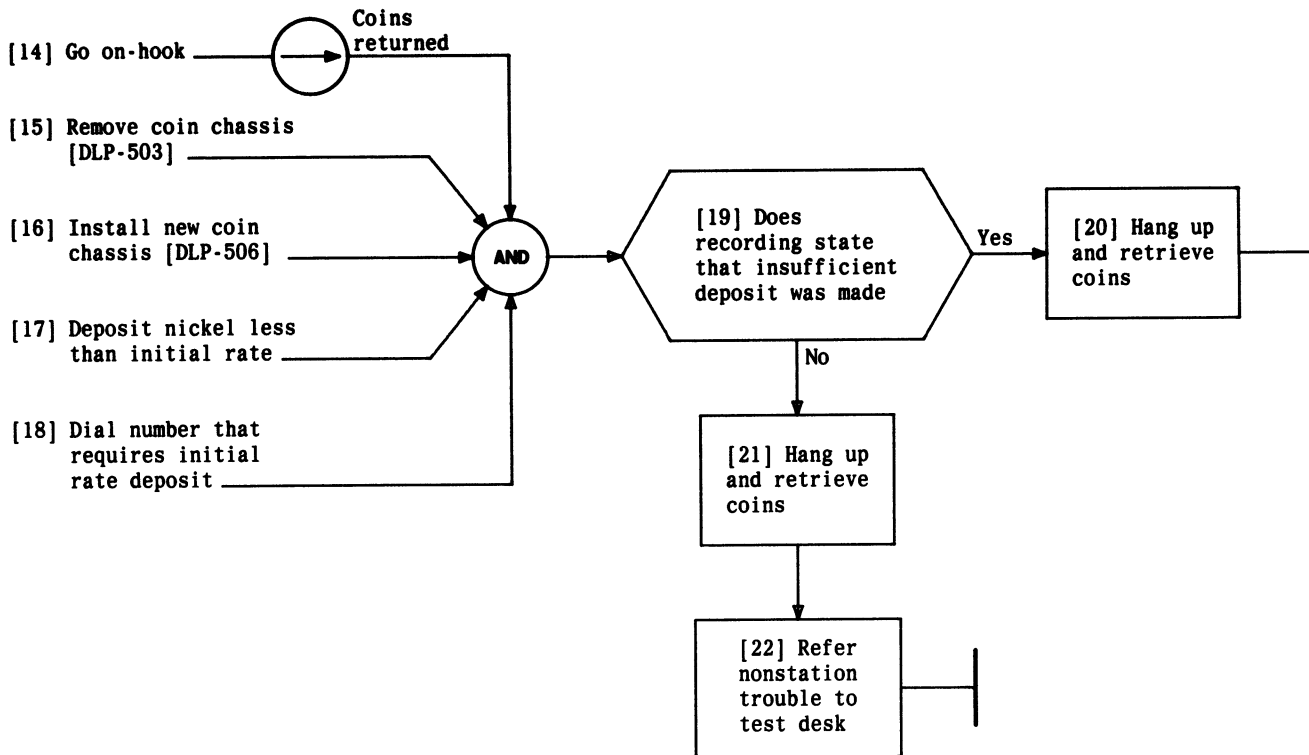 [14] Go on-hook
Coins
returned
[15] Remove coin chassis
[DLP-503]
[16] Install new coin
chassis [DLP-506]
[17] Deposit nickel less
than initial rate
[18] Dial number that
requires initial
rate deposit
AND
[19] Does
recording state
that insufficient
deposit was made
Yes
[20] Hang up
and retrieve
coins
No
[21] Hang up
and retrieve
coins
[22] Refer
nonstation
trouble to
test desk